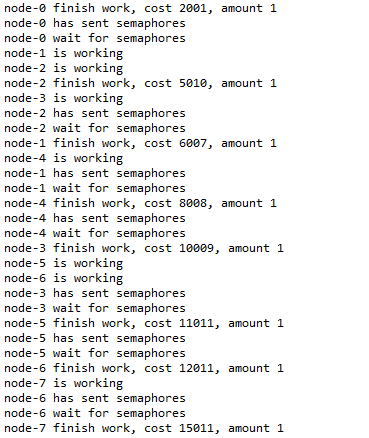 node-0 finish work, cost 2001, amount 1
node-0 has sent semaphores
node-0 wait for semaphores
node-1 is working
node-2 is working
node-2 finish work, cost 5010, amount 1
node-3 is working
node-2 has sent semaphores
node-2 wait for semaphores
node-1 finish work, cost 6007, amount 1
node-4 is working
node-1 has sent semaphores
node-1 wait for semaphores
node-4 finish work, cost 8008, amount 1
node-4 has sent semaphores
node-4 wait for semaphores
node-3 finish work, cost 10009, amount 1
node-5 is working
node-6 is working
node-3 has sent semaphores
node-3 wait for semaphores
node-5 finish work, cost 11011, amount 1
node-5 has sent semaphores
node-5 wait for semaphores
node-6 finish work, cost 12011, amount 1
node-7 is working
node-6 has sent semaphores
node-6 wait for semaphores
node-7 finish work, cost 15011, amount 1